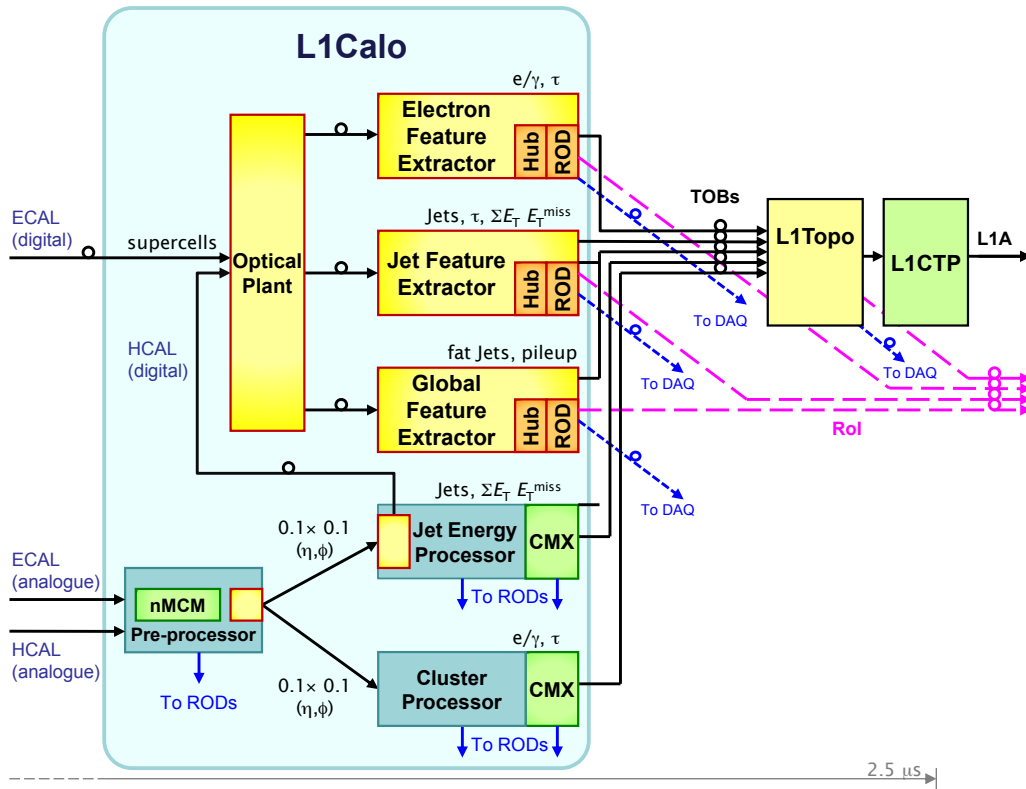 L1Calo
e/γ, τ
Electron
Feature
Extractor
Hub
ROD
ECAL
(digital)
supercells
Optical
Plant
Jets, τ, ΣE_T E_T^miss
Jet Feature
Extractor
Hub
ROD
TOBs
L1Topo
L1CTP
L1A
To DAQ
HCAL
(digital)
fat Jets, pileup
Global
Feature
Extractor
Hub
ROD
To DAQ
To DAQ
RoI
To DAQ
Jets, ΣE_T E_T^miss
0.1× 0.1
(η,ϕ)
Jet Energy
Processor
CMX
To RODs
ECAL
(analogue)
nMCM
Pre-processor
HCAL
(analogue)
To RODs
e/γ, τ
0.1× 0.1
(η,ϕ)
Cluster
Processor
CMX
To RODs
2.5 μs